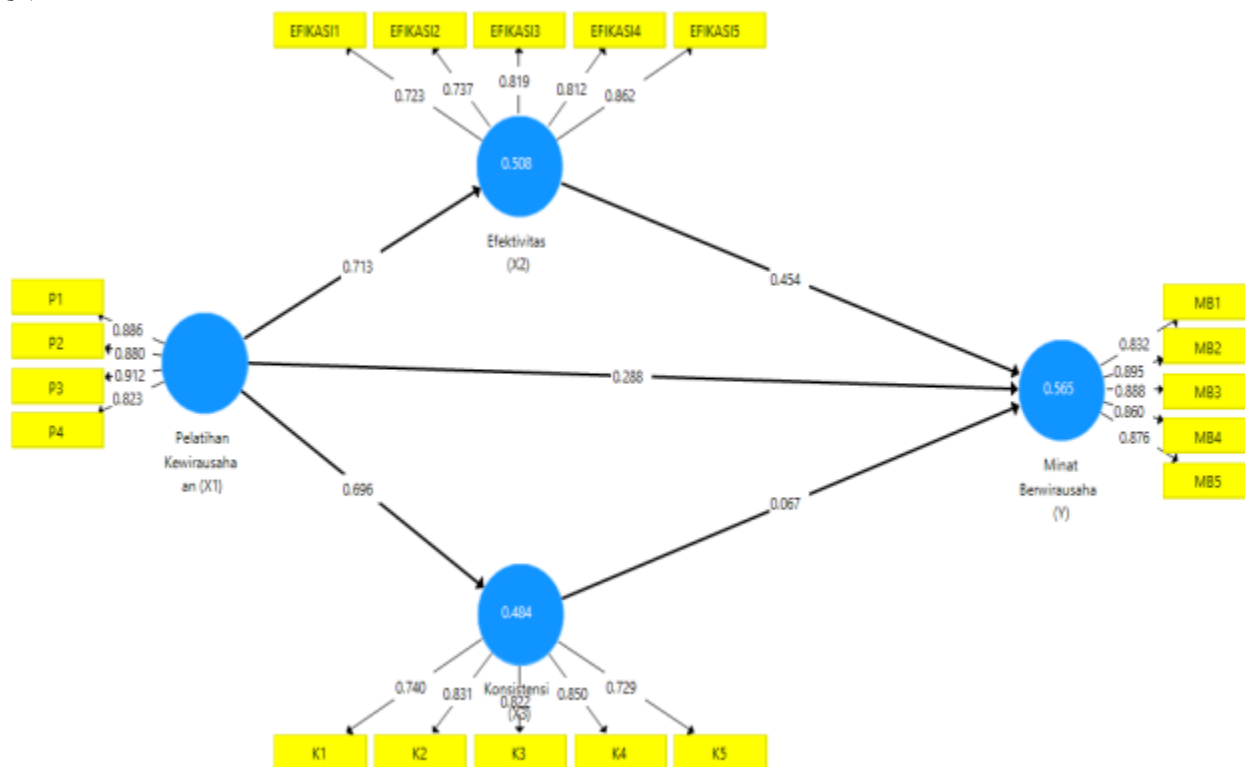 EFIKASI1 EFIKASI2 EFIKASI3 EFIKASI4 EFIKASI5
0.723 0.737 0.819 0.812 0.862
0.508
Efektivitas
(X2)
0.713
0.454
P1
P2
P3
P4
0.886
0.880
0.912
0.823
Pelatihan
Kewirausaha
an (X1)
0.288
0.565
Minat
Berwirausaha
(Y)
0.832
0.895
0.888
0.860
0.876
MB1
MB2
MB3
MB4
MB5
0.696
0.067
0.484
Konsistensi
(X3)
0.740 0.831 0.822 0.850 0.729
K1 K2 K3 K4 K5